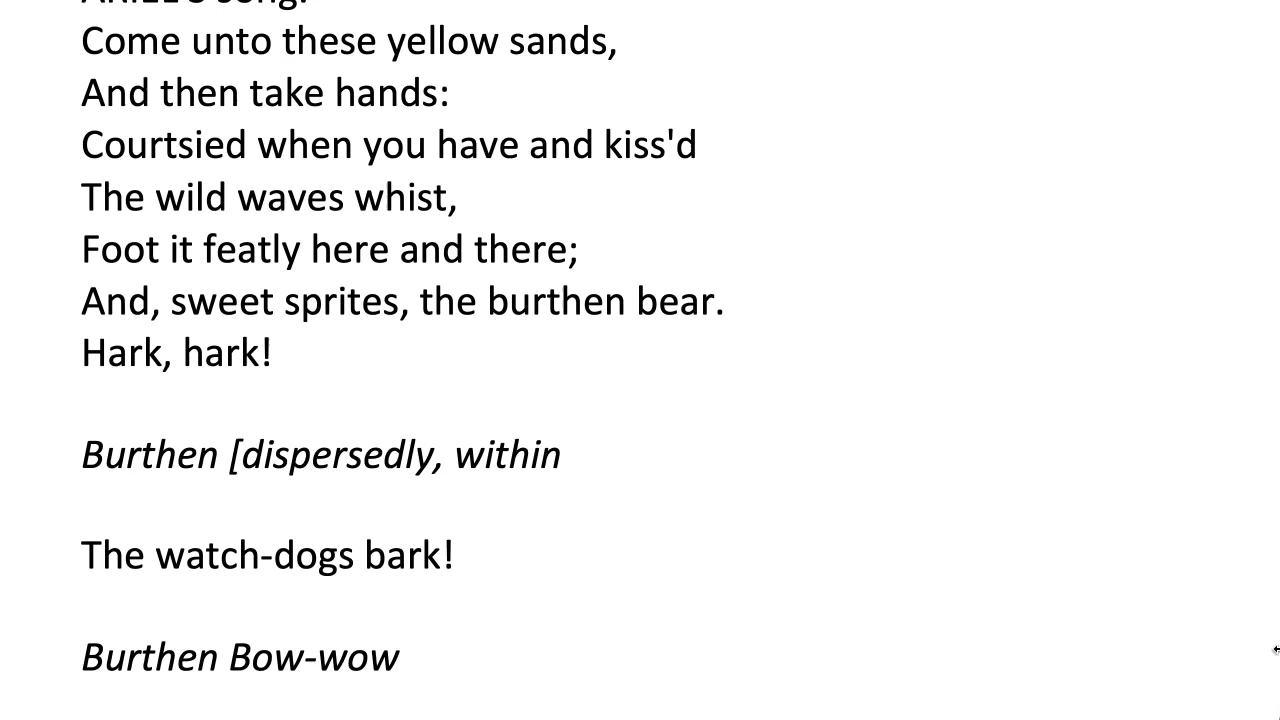 ARIEL'S song.
Come unto these yellow sands,
And then take hands:
Courtsied when you have and kiss'd
The wild waves whist,
Foot it featly here and there;
And, sweet sprites, the burthen bear.
Hark, hark!
Burthen [dispersedly, within
The watch-dogs bark!
Burthen Bow-wow